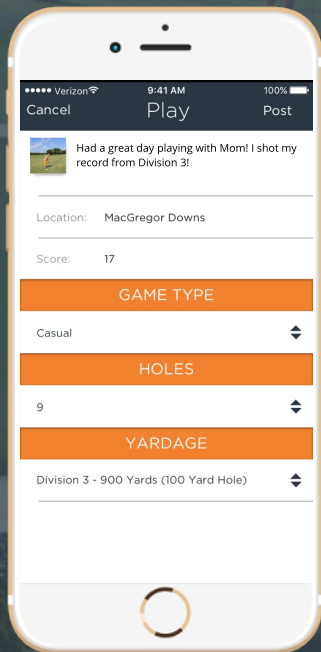 ●●●●● Verizon 9:41 AM 100%
Cancel Play Post
Had a great day playing with Mom! I shot my
record from Division 3!
Location: MacGregor Downs
Score: 17
GAME TYPE
Casual
HOLES
9
YARDAGE
Division 3 - 900 Yards (100 Yard Hole)